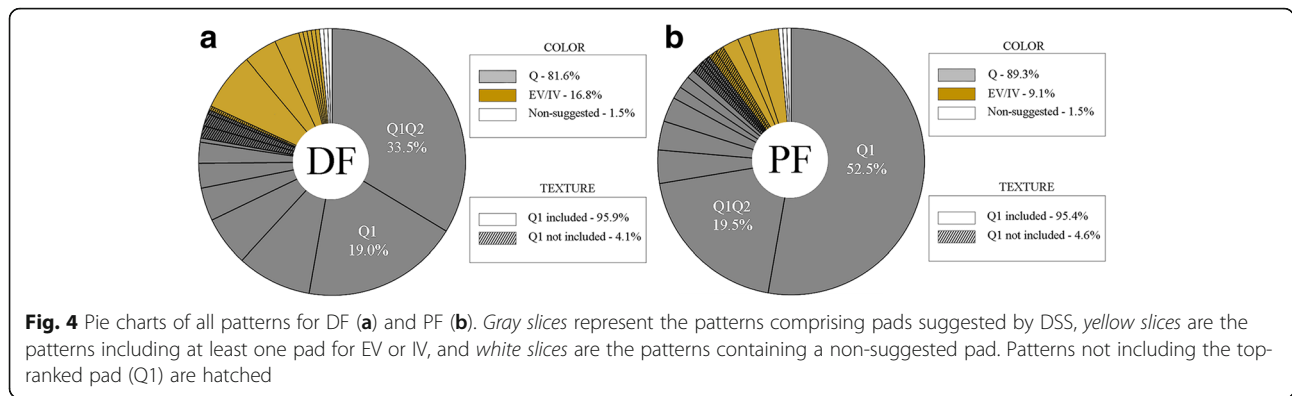 a
DF
Q1Q2
33.5%
Q1
19.0%
COLOR
Q - 81.6%
EV/IV - 16.8%
Non-suggested - 1.5%
TEXTURE
Q1 included - 95.9%
Q1 not included - 4.1%
b
PF
Q1
52.5%
Q1Q2
19.5%
COLOR
Q - 89.3%
EV/IV - 9.1%
Non-suggested - 1.5%
TEXTURE
Q1 included - 95.4%
Q1 not included - 4.6%
Fig. 4 Pie charts of all patterns for DF (a) and PF (b). Gray slices represent the patterns comprising pads suggested by DSS, yellow slices are the
patterns including at least one pad for EV or IV, and white slices are the patterns containing a non-suggested pad. Patterns not including the top-
ranked pad (Q1) are hatched